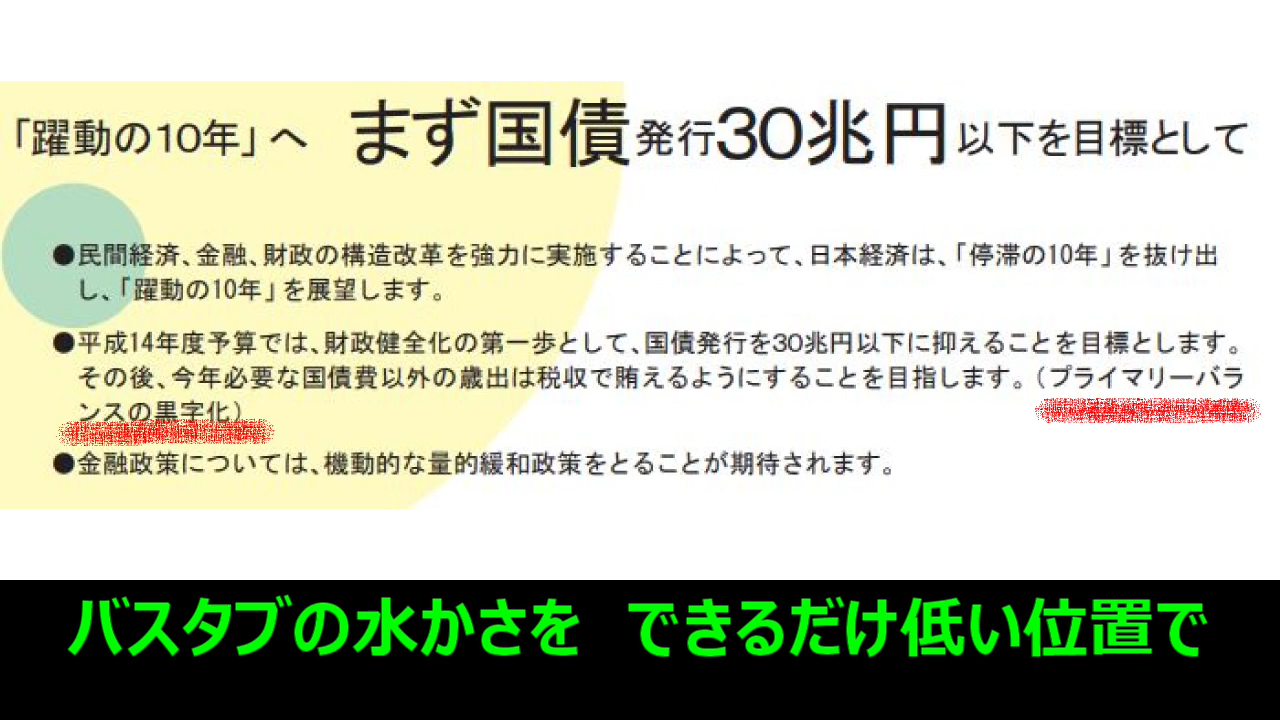 「躍動の10年」へ まず国債発行30兆円以下を目標として
●民間経済、金融、財政の構造改革を強力に実施することによって、日本経済は、「停滞の10年」を抜け出
し、「躍動の10年」を展望します。
●平成14年度予算では、財政健全化の第一歩として、国債発行を30兆円以下に抑えることを目標とします。
その後、今年必要な国債費以外の歳出は税収で賄えるようにすることを目指します。（プライマリーバラ
ンスの黒字化）
●金融政策については、機動的な量的緩和政策をとることが期待されます。
バスタブの水かさを できるだけ低い位置で